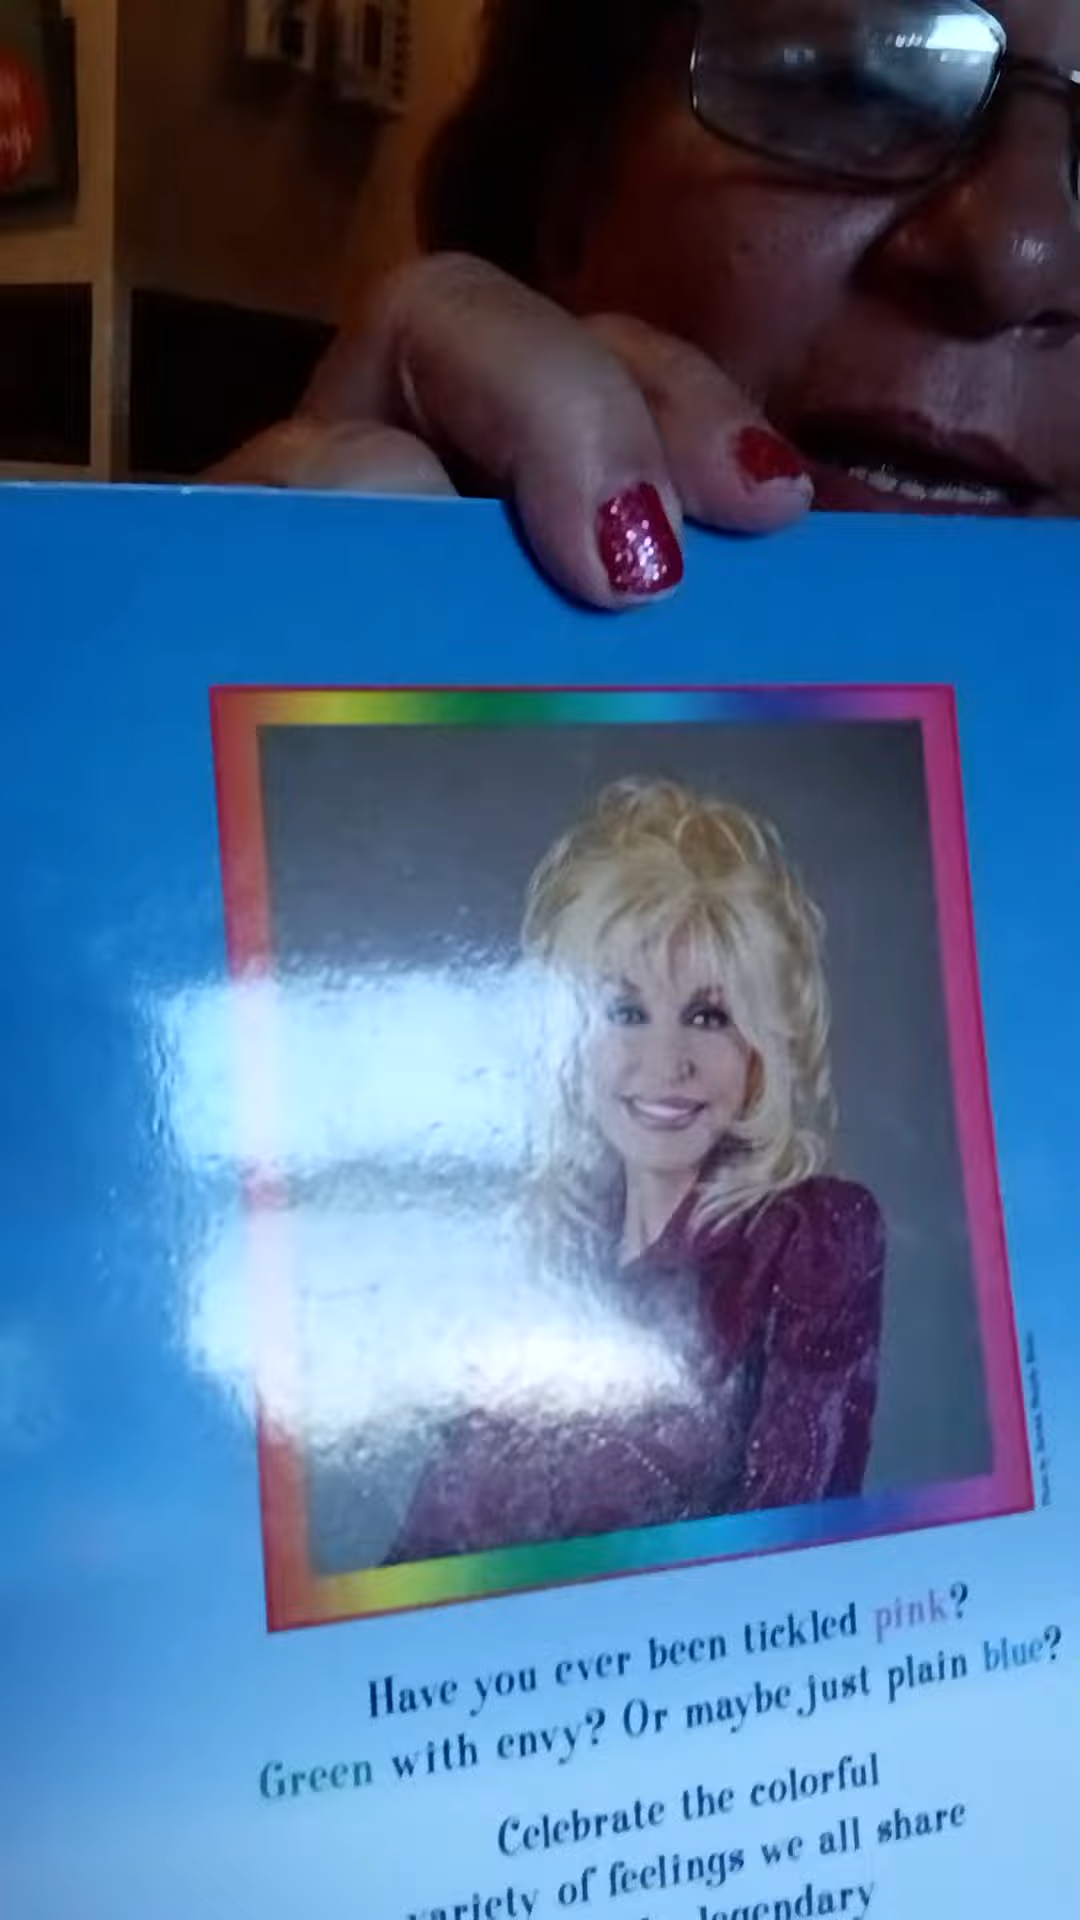 Have you ever been tickled pink?
Green with envy? Or maybe just plain blue?
Celebrate the colorful
variety of feelings we all share
legendary